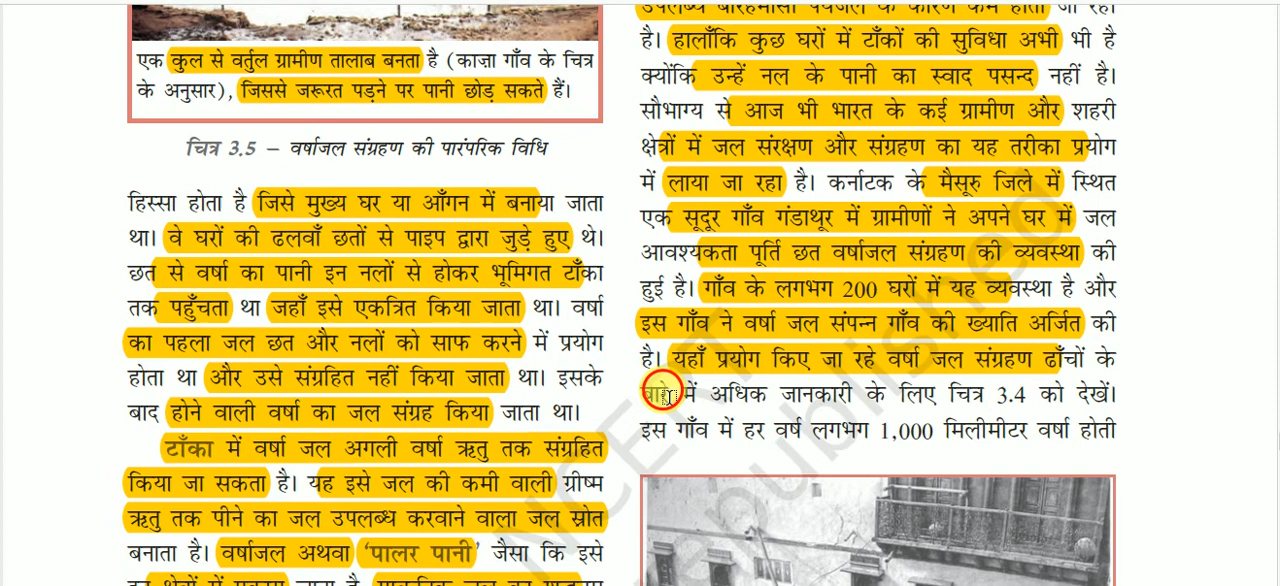 एक कुल से वर्तुल ग्रामीण तालाब बनता है (काज़ा गाँव के चित्र
के अनुसार), जिससे जरूरत पड़ने पर पानी छोड़ सकते हैं।
चित्र 3.5 – वर्षाजल संग्रहण की पारंपरिक विधि
हिस्सा होता है जिसे मुख्य घर या आँगन में बनाया जाता
था। वे घरों की ढलवाँ छतों से पाइप द्वारा जुड़े हुए थे।
छत से वर्षा का पानी इन नलों से होकर भूमिगत टाँका
तक पहुँचता था जहाँ इसे एकत्रित किया जाता था। वर्षा
का पहला जल छत और नलों को साफ करने में प्रयोग
होता था और उसे संग्रहित नहीं किया जाता था। इसके
बाद होने वाली वर्षा का जल संग्रह किया जाता था।
टाँका में वर्षा जल अगली वर्षा ऋतु तक संग्रहित
किया जा सकता है। यह इसे जल की कमी वाली ग्रीष्म
ऋतु तक पीने का जल उपलब्ध करवाने वाला जल स्रोत
बनाता है। वर्षाजल अथवा ‘पालर पानी’ जैसा कि इसे
उपलब्ध बारहमासी पेयजल के कारण कम होती जा रही
है। हालाँकि कुछ घरों में टाँकों की सुविधा अभी भी है
क्योंकि उन्हें नल के पानी का स्वाद पसन्द नहीं है।
सौभाग्य से आज भी भारत के कई ग्रामीण और शहरी
क्षेत्रों में जल संरक्षण और संग्रहण का यह तरीका प्रयोग
में लाया जा रहा है। कर्नाटक के मैसूरु जिले में स्थित
एक सूदूर गाँव गंडाथूर में ग्रामीणों ने अपने घर में जल
आवश्यकता पूर्ति छत वर्षाजल संग्रहण की व्यवस्था की
हुई है। गाँव के लगभग 200 घरों में यह व्यवस्था है और
इस गाँव ने वर्षा जल संपन्न गाँव की ख्याति अर्जित की
है। यहाँ प्रयोग किए जा रहे वर्षा जल संग्रहण ढाँचों के
बारे में अधिक जानकारी के लिए चित्र 3.4 को देखें।
इस गाँव में हर वर्ष लगभग 1,000 मिलीमीटर वर्षा होती